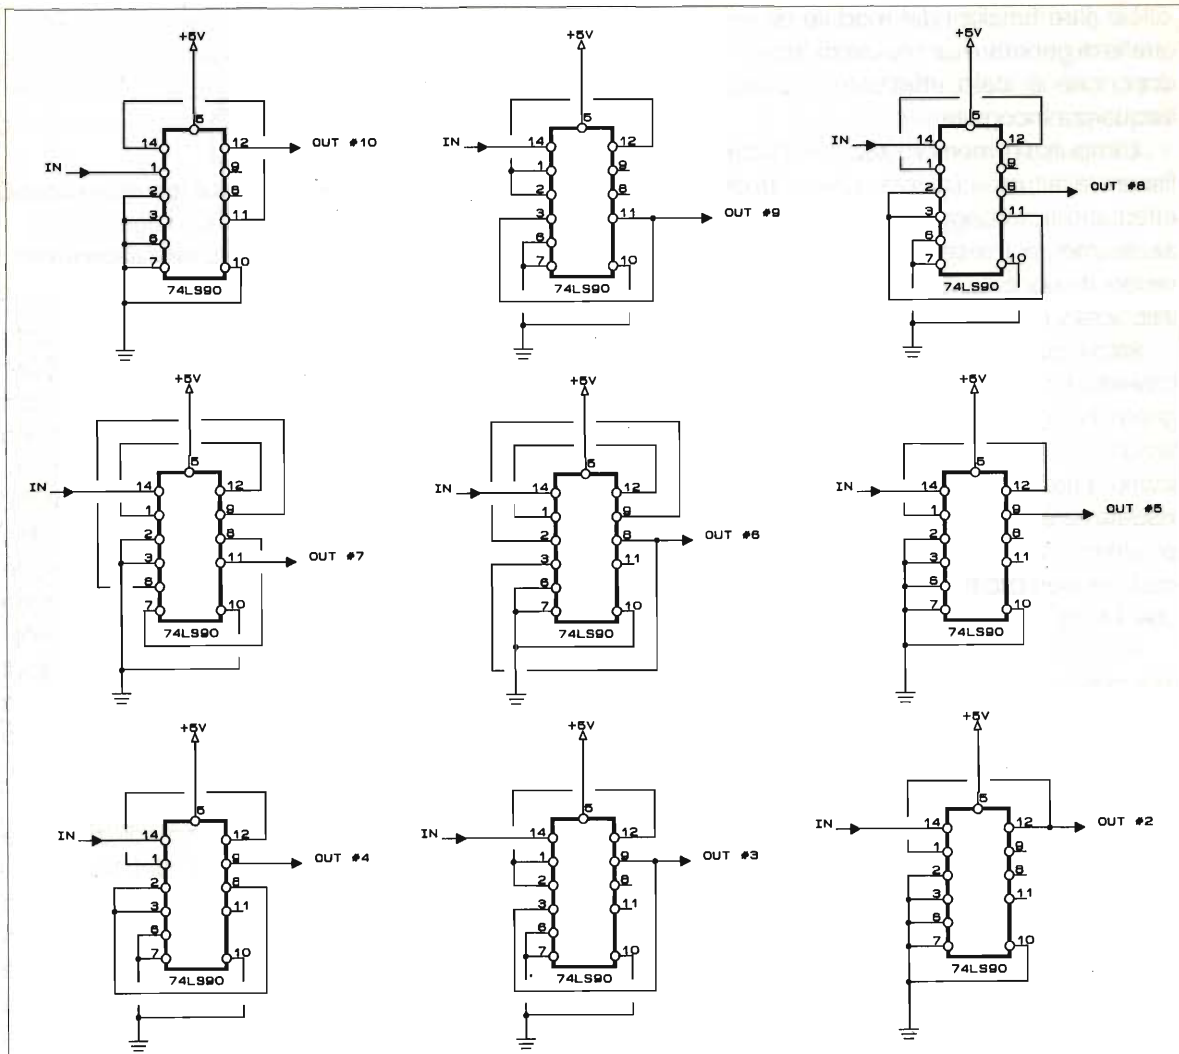 +5V
5
14 12 OUT #10
IN 1 9
2 8
3 11
6
7 10
74LS90
+5V
5
IN 14 12
1 9
2 8
3 11 OUT #9
6
7 10
74LS90
+5V
5
IN 14 12
1 9
2 8 OUT #8
3 11
6
7 10
74LS90
+5V
5
IN 14 12
1 9
2 8
3 11 OUT #7
6
7 10
74LS90
+5V
5
IN 14 12
1 9
2 8 OUT #6
3 11
6
7 10
74LS90
+5V
5
IN 14 12
1 9 OUT #5
2 8
3 11
6
7 10
74LS90
+5V
5
IN 14 12
1 9 OUT #4
2 8
3 11
6
7 10
74LS90
+5V
5
IN 14 12
1 9 OUT #3
2 8
3 11
6
7 10
74LS90
+5V
5
IN 14 12 OUT #2
1 9
2 8
3 11
6
7 10
74LS90